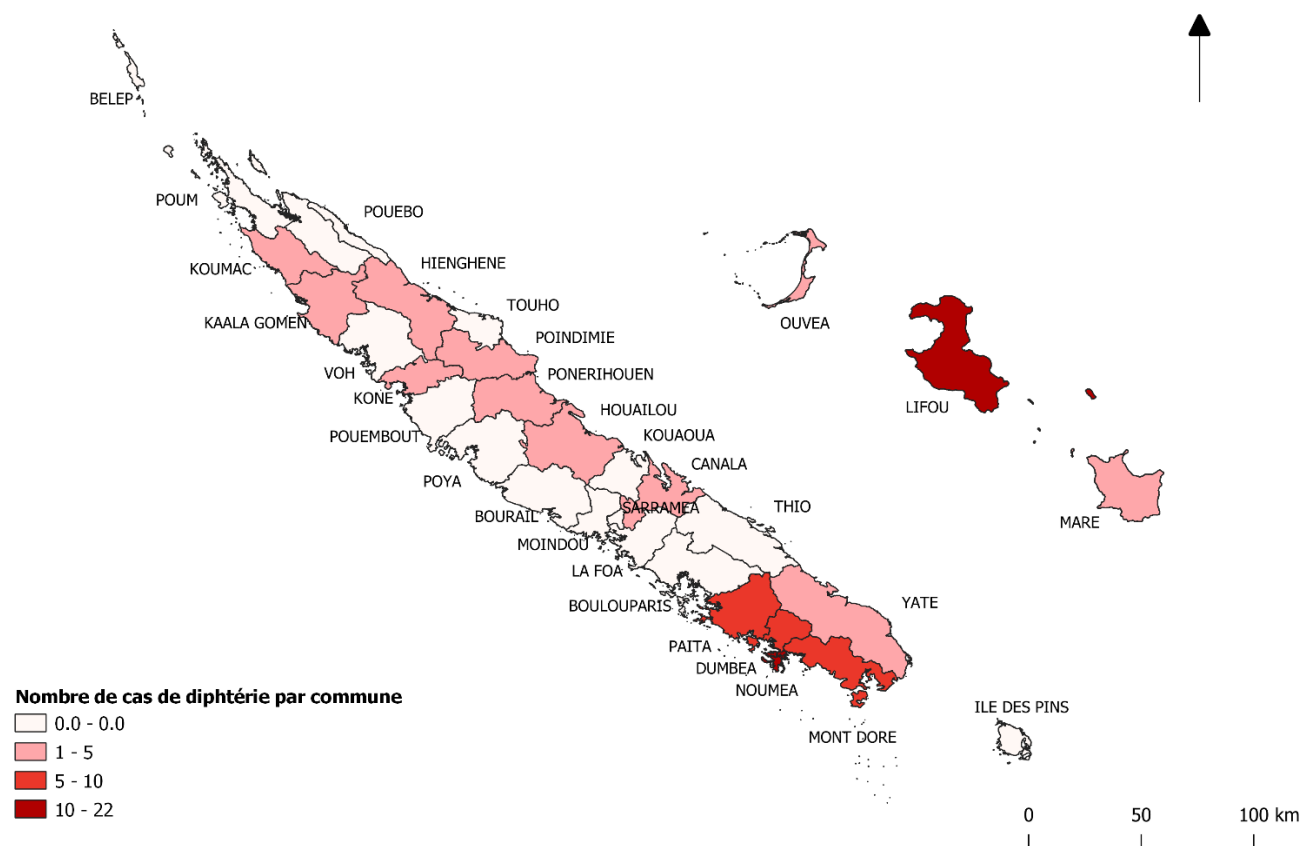 BELEP
POUM
POUEBO
KOUMAC
HIENGHENE
KAALA GOMEN
TOUHO
OUVEA
POINDIMIE
VOH
PONERIHOUEN
KONE
LIFOU
HOUAILOU
POUEMBOUT
KOUAOUA
CANALA
POYA
SARRAMEA
THIO
BOURAIL
MARE
MOINDOU
LA FOA
BOULOUPARIS
YATE
PAITA
DUMBEA
NOUMEA
ILE DES PINS
MONT DORE
Nombre de cas de diphtérie par commune
0.0 - 0.0
1 - 5
5 - 10
10 - 22
0 50 100 km